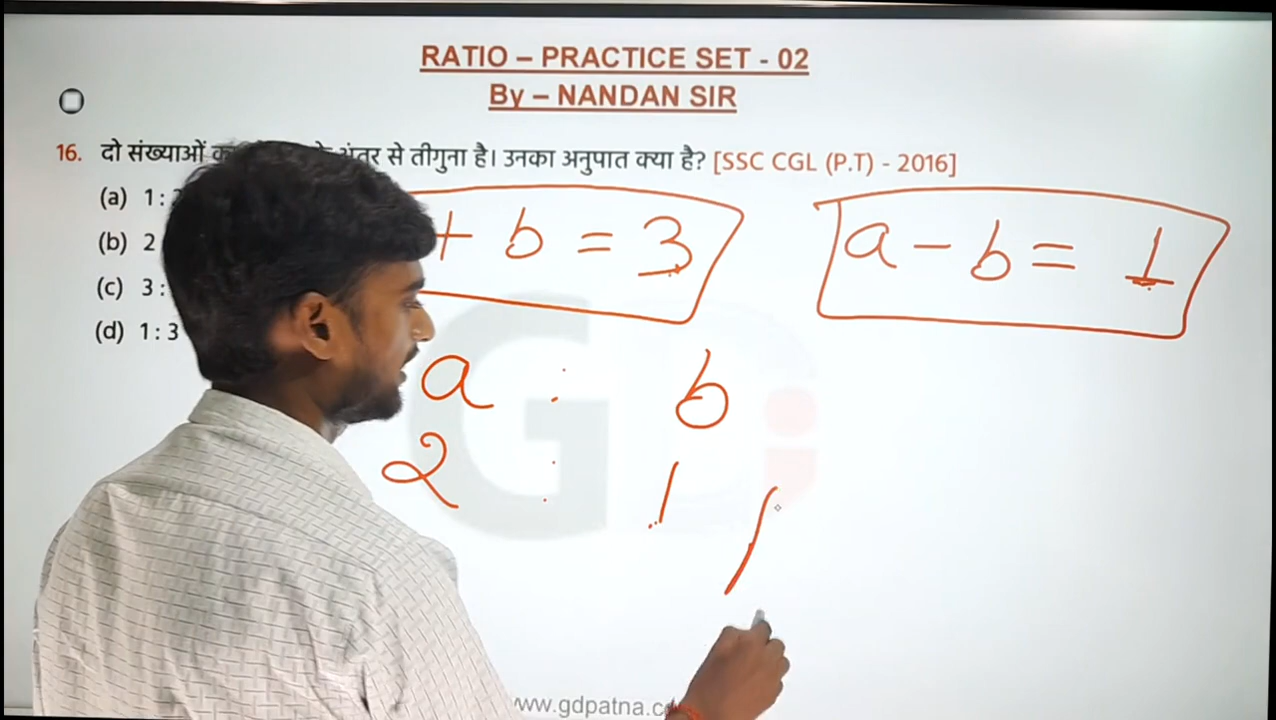 RATIO – PRACTICE SET - 02
By – NANDAN SIR
16. दो संख्याओं अंतर से तीगुना है। उनका अनुपात क्या है? [SSC CGL (P.T) - 2016]
(a) 1 :
(b) 2
(c) 3 :
(d) 1 : 3
+ b = 3
a - b = 1
a : b
2 : 1
www.gdpatna.c